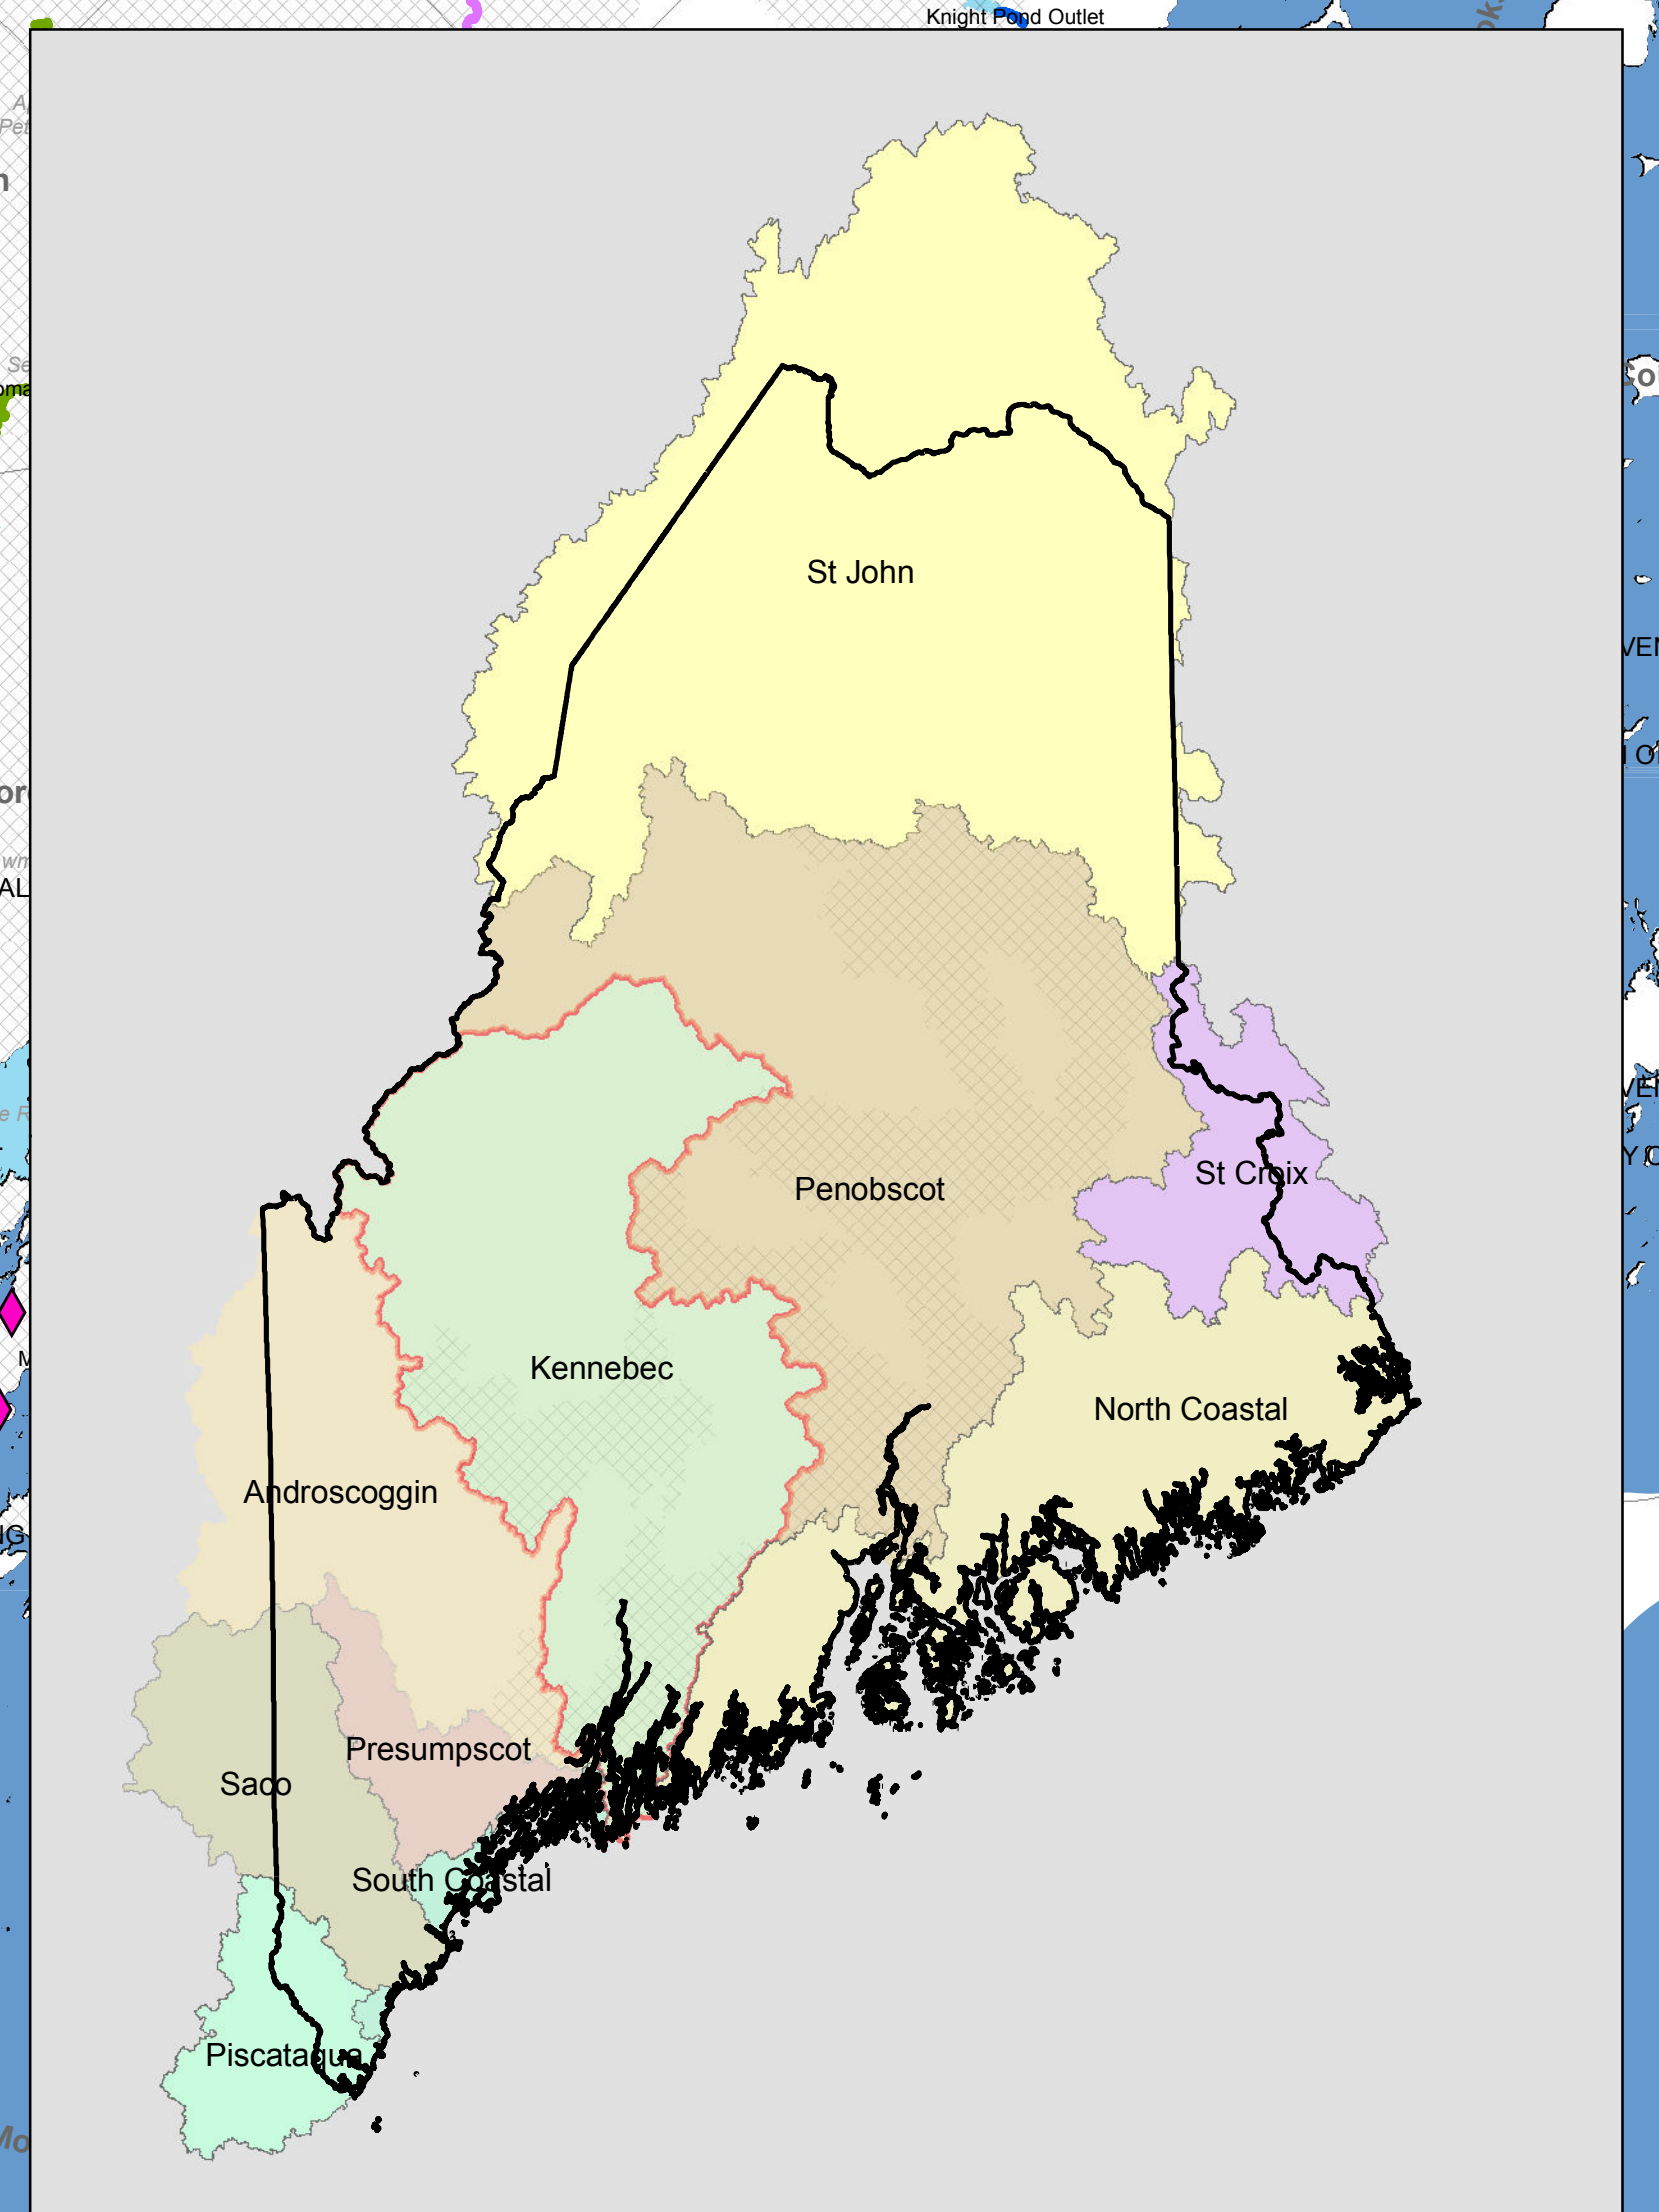 Knight Pond Outlet
St John
Penobscot
St Croix
Kennebec
North Coastal
Androscoggin
Presumpscot
Saco
South Coastal
Piscataqua